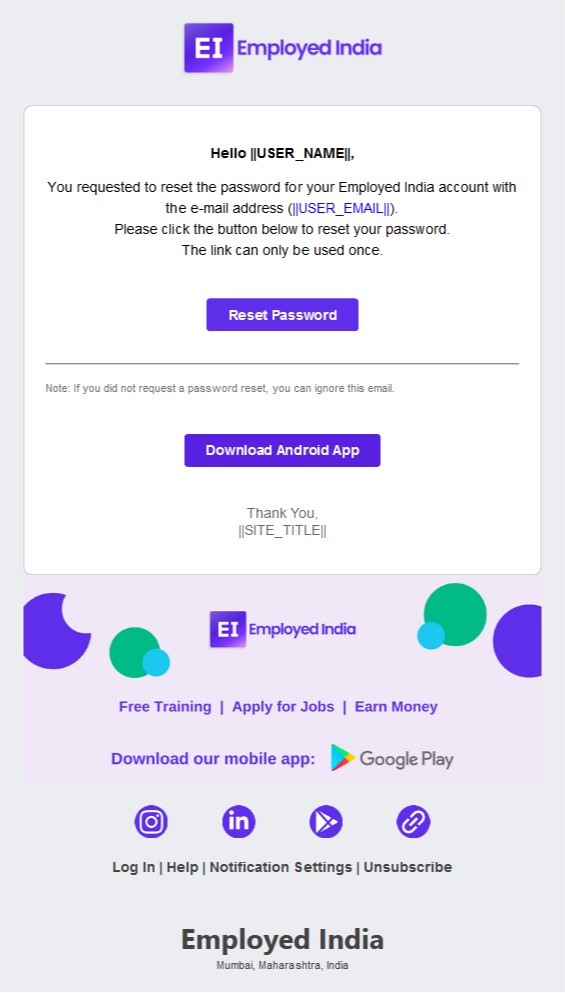 EI Employed India
Hello ||USER_NAME||,
You requested to reset the password for your Employed India account with
the e-mail address (||USER_EMAIL||).
Please click the button below to reset your password.
The link can only be used once.
Reset Password
Note: If you did not request a password reset, you can ignore this email.
Download Android App
Thank You,
||SITE_TITLE||
EI Employed India
Free Training | Apply for Jobs | Earn Money
Download our mobile app: Google Play
in
Log In | Help | Notification Settings | Unsubscribe
Employed India
Mumbai, Maharashtra, India